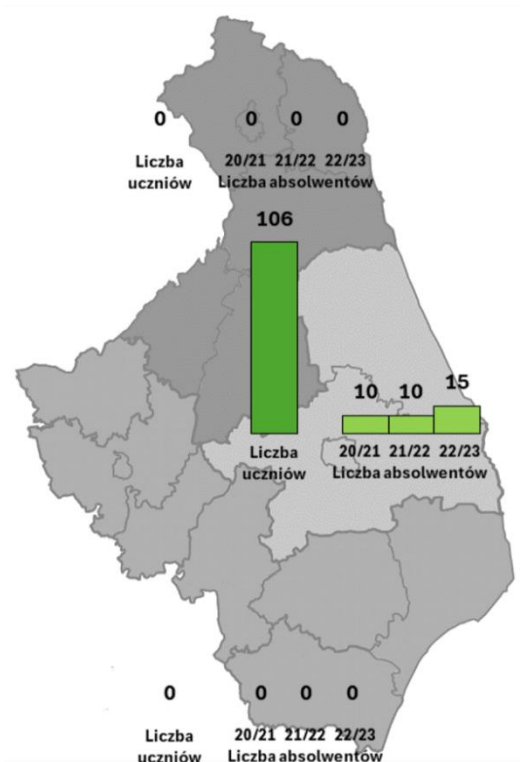 0 0 0 0
Liczba uczniów
20/21 21/22 22/23
Liczba absolwentów
106
10 10 15
Liczba uczniów
20/21 21/22 22/23
Liczba absolwentów
0 0 0 0
Liczba uczniów
20/21 21/22 22/23
Liczba absolwentów